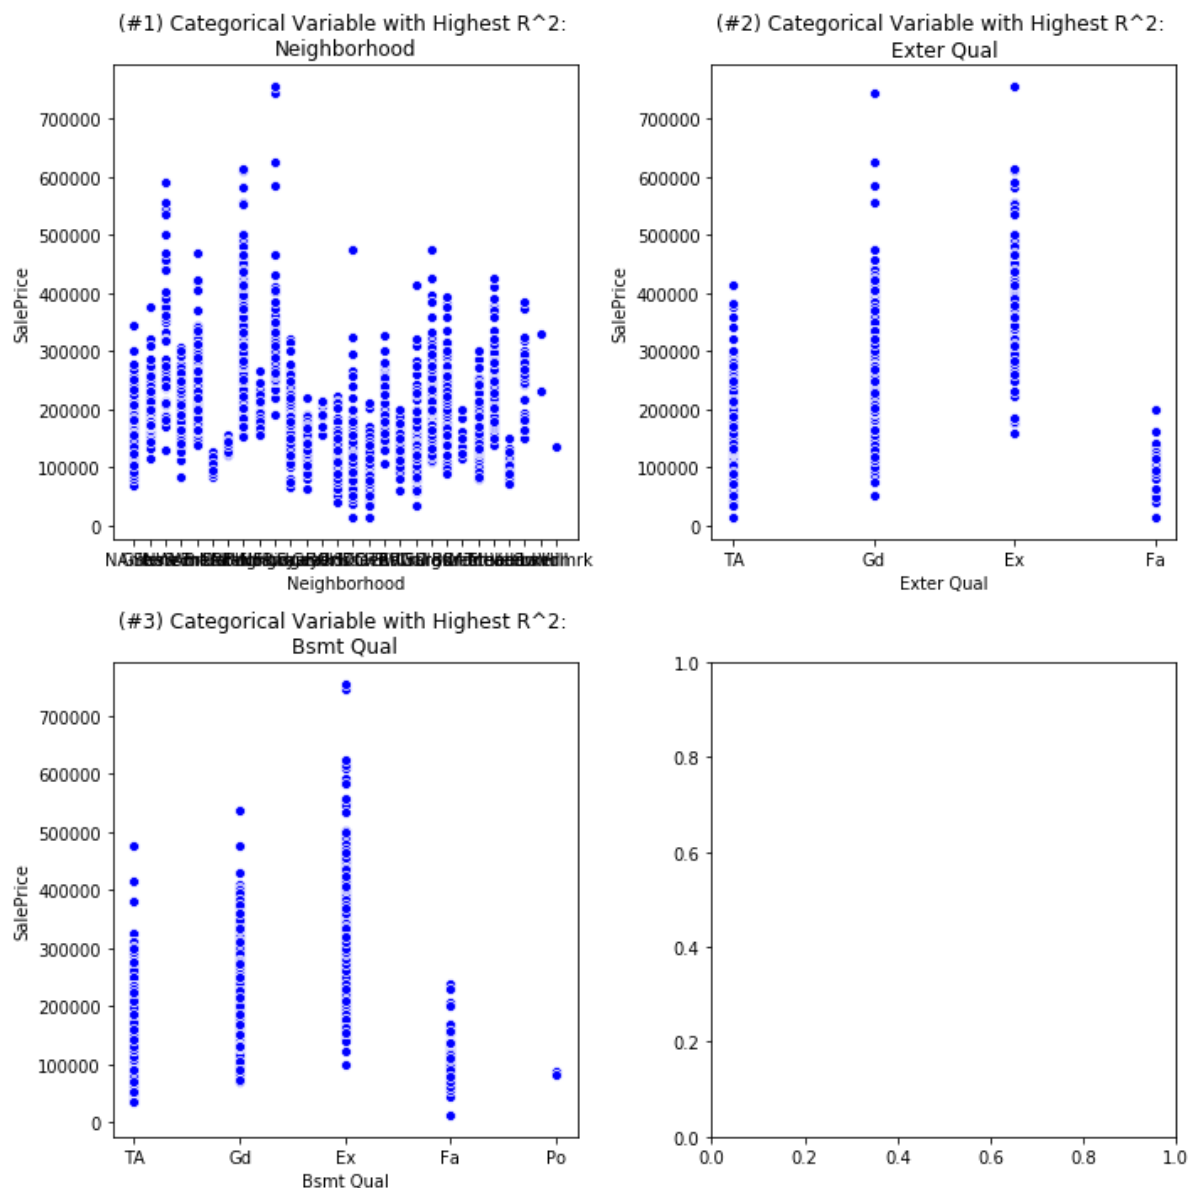 (#1) Categorical Variable with Highest R^2:
Neighborhood
700000
600000
500000
400000
300000
200000
100000
0
SalePrice
Neighborhood
(#2) Categorical Variable with Highest R^2:
Exter Qual
700000
600000
500000
400000
300000
200000
100000
0
SalePrice
TA Gd Ex Fa
Exter Qual
(#3) Categorical Variable with Highest R^2:
Bsmt Qual
700000
600000
500000
400000
300000
200000
100000
0
SalePrice
TA Gd Ex Fa Po
Bsmt Qual
1.0
0.8
0.6
0.4
0.2
0.0
0.0 0.2 0.4 0.6 0.8 1.0